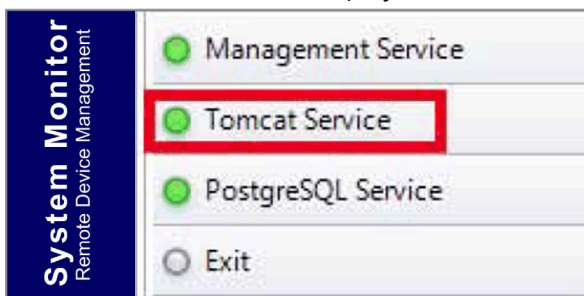 System Monitor
Remote Device Management
Management Service
Tomcat Service
PostgreSQL Service
Exit